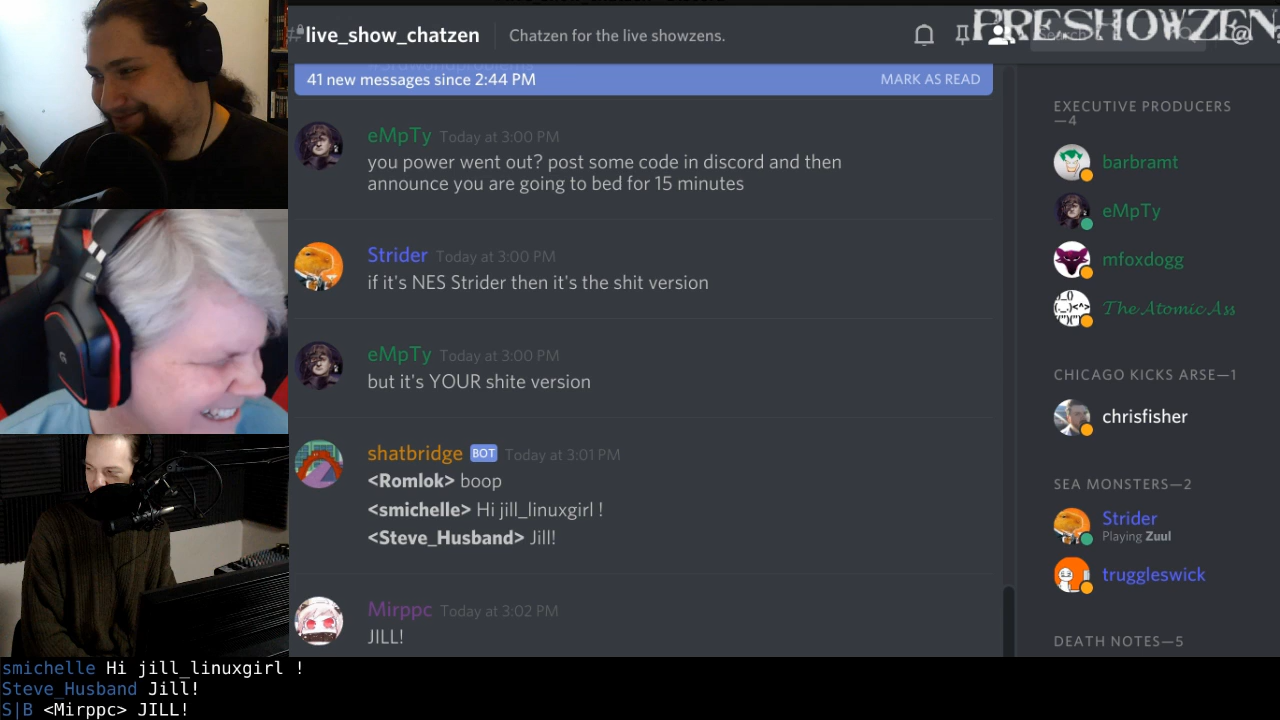 #live_show_chatzen
Chatzen for the live showzens.
PRESHOWZEN
Search
41 new messages since 2:44 PM
MARK AS READ
eMpTy Today at 3:00 PM
you power went out? post some code in discord and then
announce you are going to bed for 15 minutes
Strider Today at 3:00 PM
if it's NES Strider then it's the shit version
eMpTy Today at 3:00 PM
but it's YOUR shite version
shatbridge BOT Today at 3:01 PM
<Romlok> boop
<smichelle> Hi jill_linuxgirl !
<Steve_Husband> Jill!
Mirppc Today at 3:02 PM
JILL!
EXECUTIVE PRODUCERS
—4
barbramt
eMpTy
mfoxdogg
𝓣𝓱𝓮 𝓐𝓽𝓸𝓶𝓲𝓬 𝓐𝓼𝓼
CHICAGO KICKS ARSE—1
chrisfisher
SEA MONSTERS—2
Strider
Playing Zuul
truggleswick
DEATH NOTES—5
smichelle Hi jill_linuxgirl !
Steve_Husband Jill!
S|B <Mirppc> JILL!